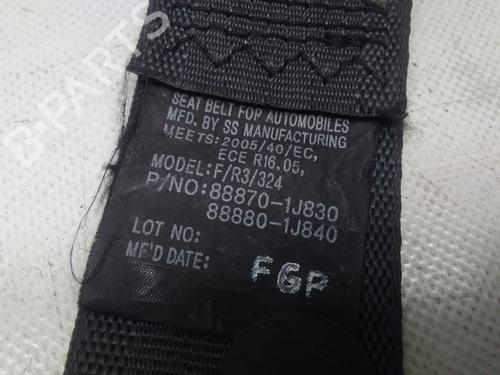 SEAT BELT FOR AUTOMOBILES
MFD. BY SS MANUFACTURING
MEETS: 2005/40/EC,
ECE R16.05,
MODEL: F/R3/324
P/NO: 88870-1J830
88880-1J840
LOT NO:
MF'D DATE:
FGP
B-PARTS